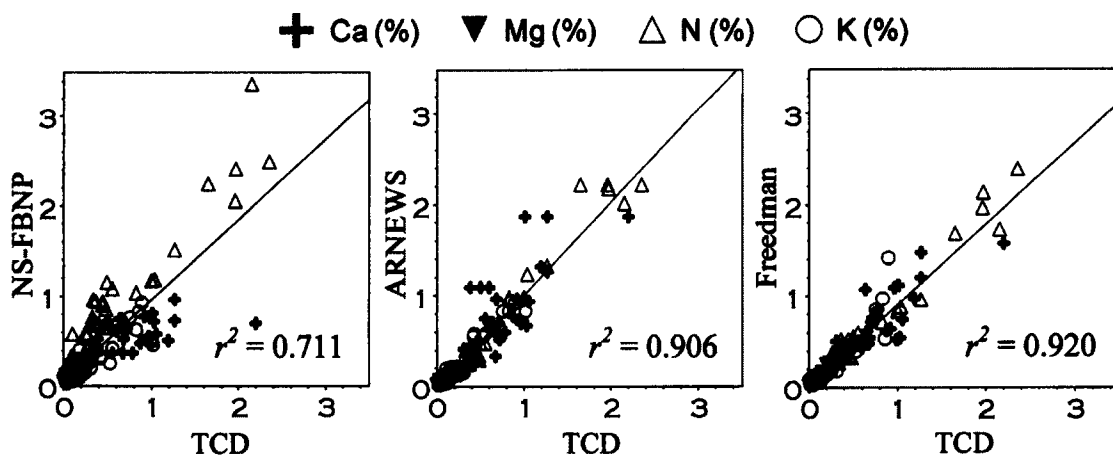 Ca (%) Mg (%) N (%) K (%)
NS-FBNP
3
2
1
0
r² = 0.711
0 1 2 3
TCD
ARNEWS
3
2
1
0
r² = 0.906
0 1 2 3
TCD
Freedman
3
2
1
0
r² = 0.920
0 1 2 3
TCD